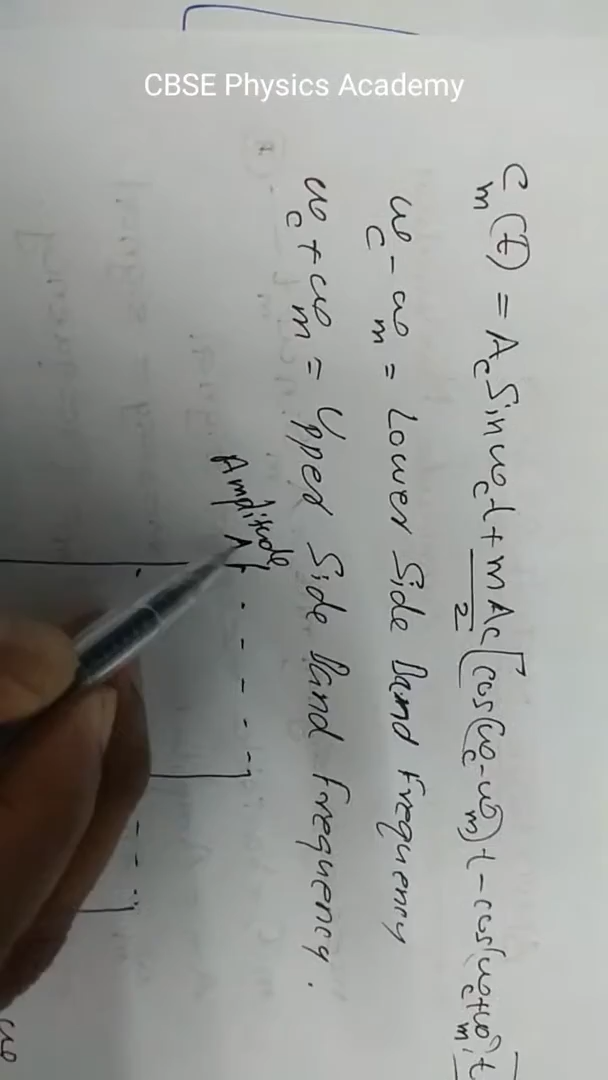 CBSE Physics Academy
C_m(t) = A_c Sin ω_c t + mA_c/2 [cos(ω_c - ω_m)t - cos(ω_c + ω_m)t]
ω_c - ω_m = Lower Side Band Frequency
ω_c + ω_m = Upper Side Band Frequency.
Amplitude
A
ω